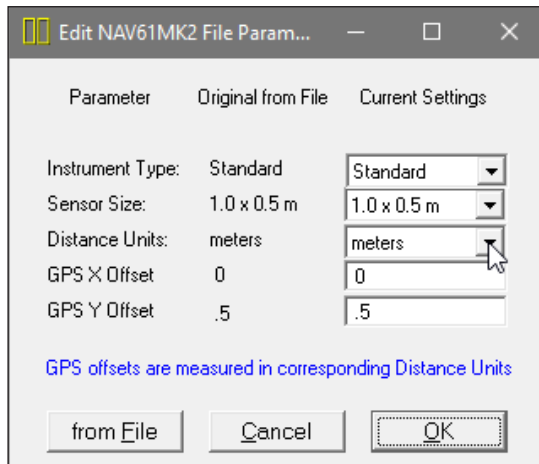 Edit NAV61MK2 File Param...
Parameter Original from File Current Settings
Instrument Type: Standard Standard
Sensor Size: 1.0 x 0.5 m 1.0 x 0.5 m
Distance Units: meters meters
GPS X Offset 0 0
GPS Y Offset .5 .5
GPS offsets are measured in corresponding Distance Units
from File Cancel OK